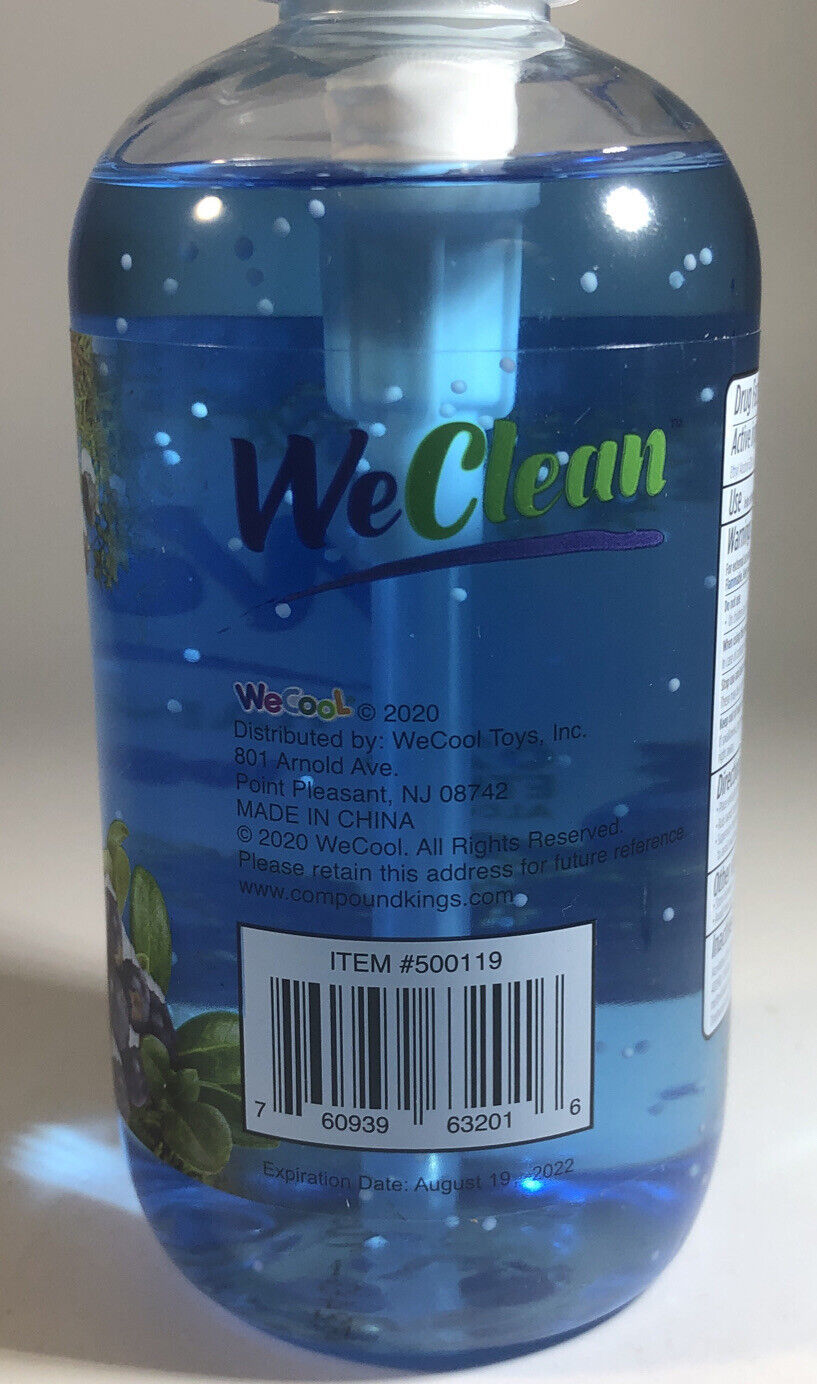 WeClean™
WeCool © 2020
Distributed by: WeCool Toys, Inc.
801 Arnold Ave.
Point Pleasant, NJ 08742
MADE IN CHINA
© 2020 WeCool. All Rights Reserved.
Please retain this address for future reference
www.compoundkings.com
ITEM #500119
7 60939 63201 6
Expiration Date: August 19, 2022
Drug
Active
Use